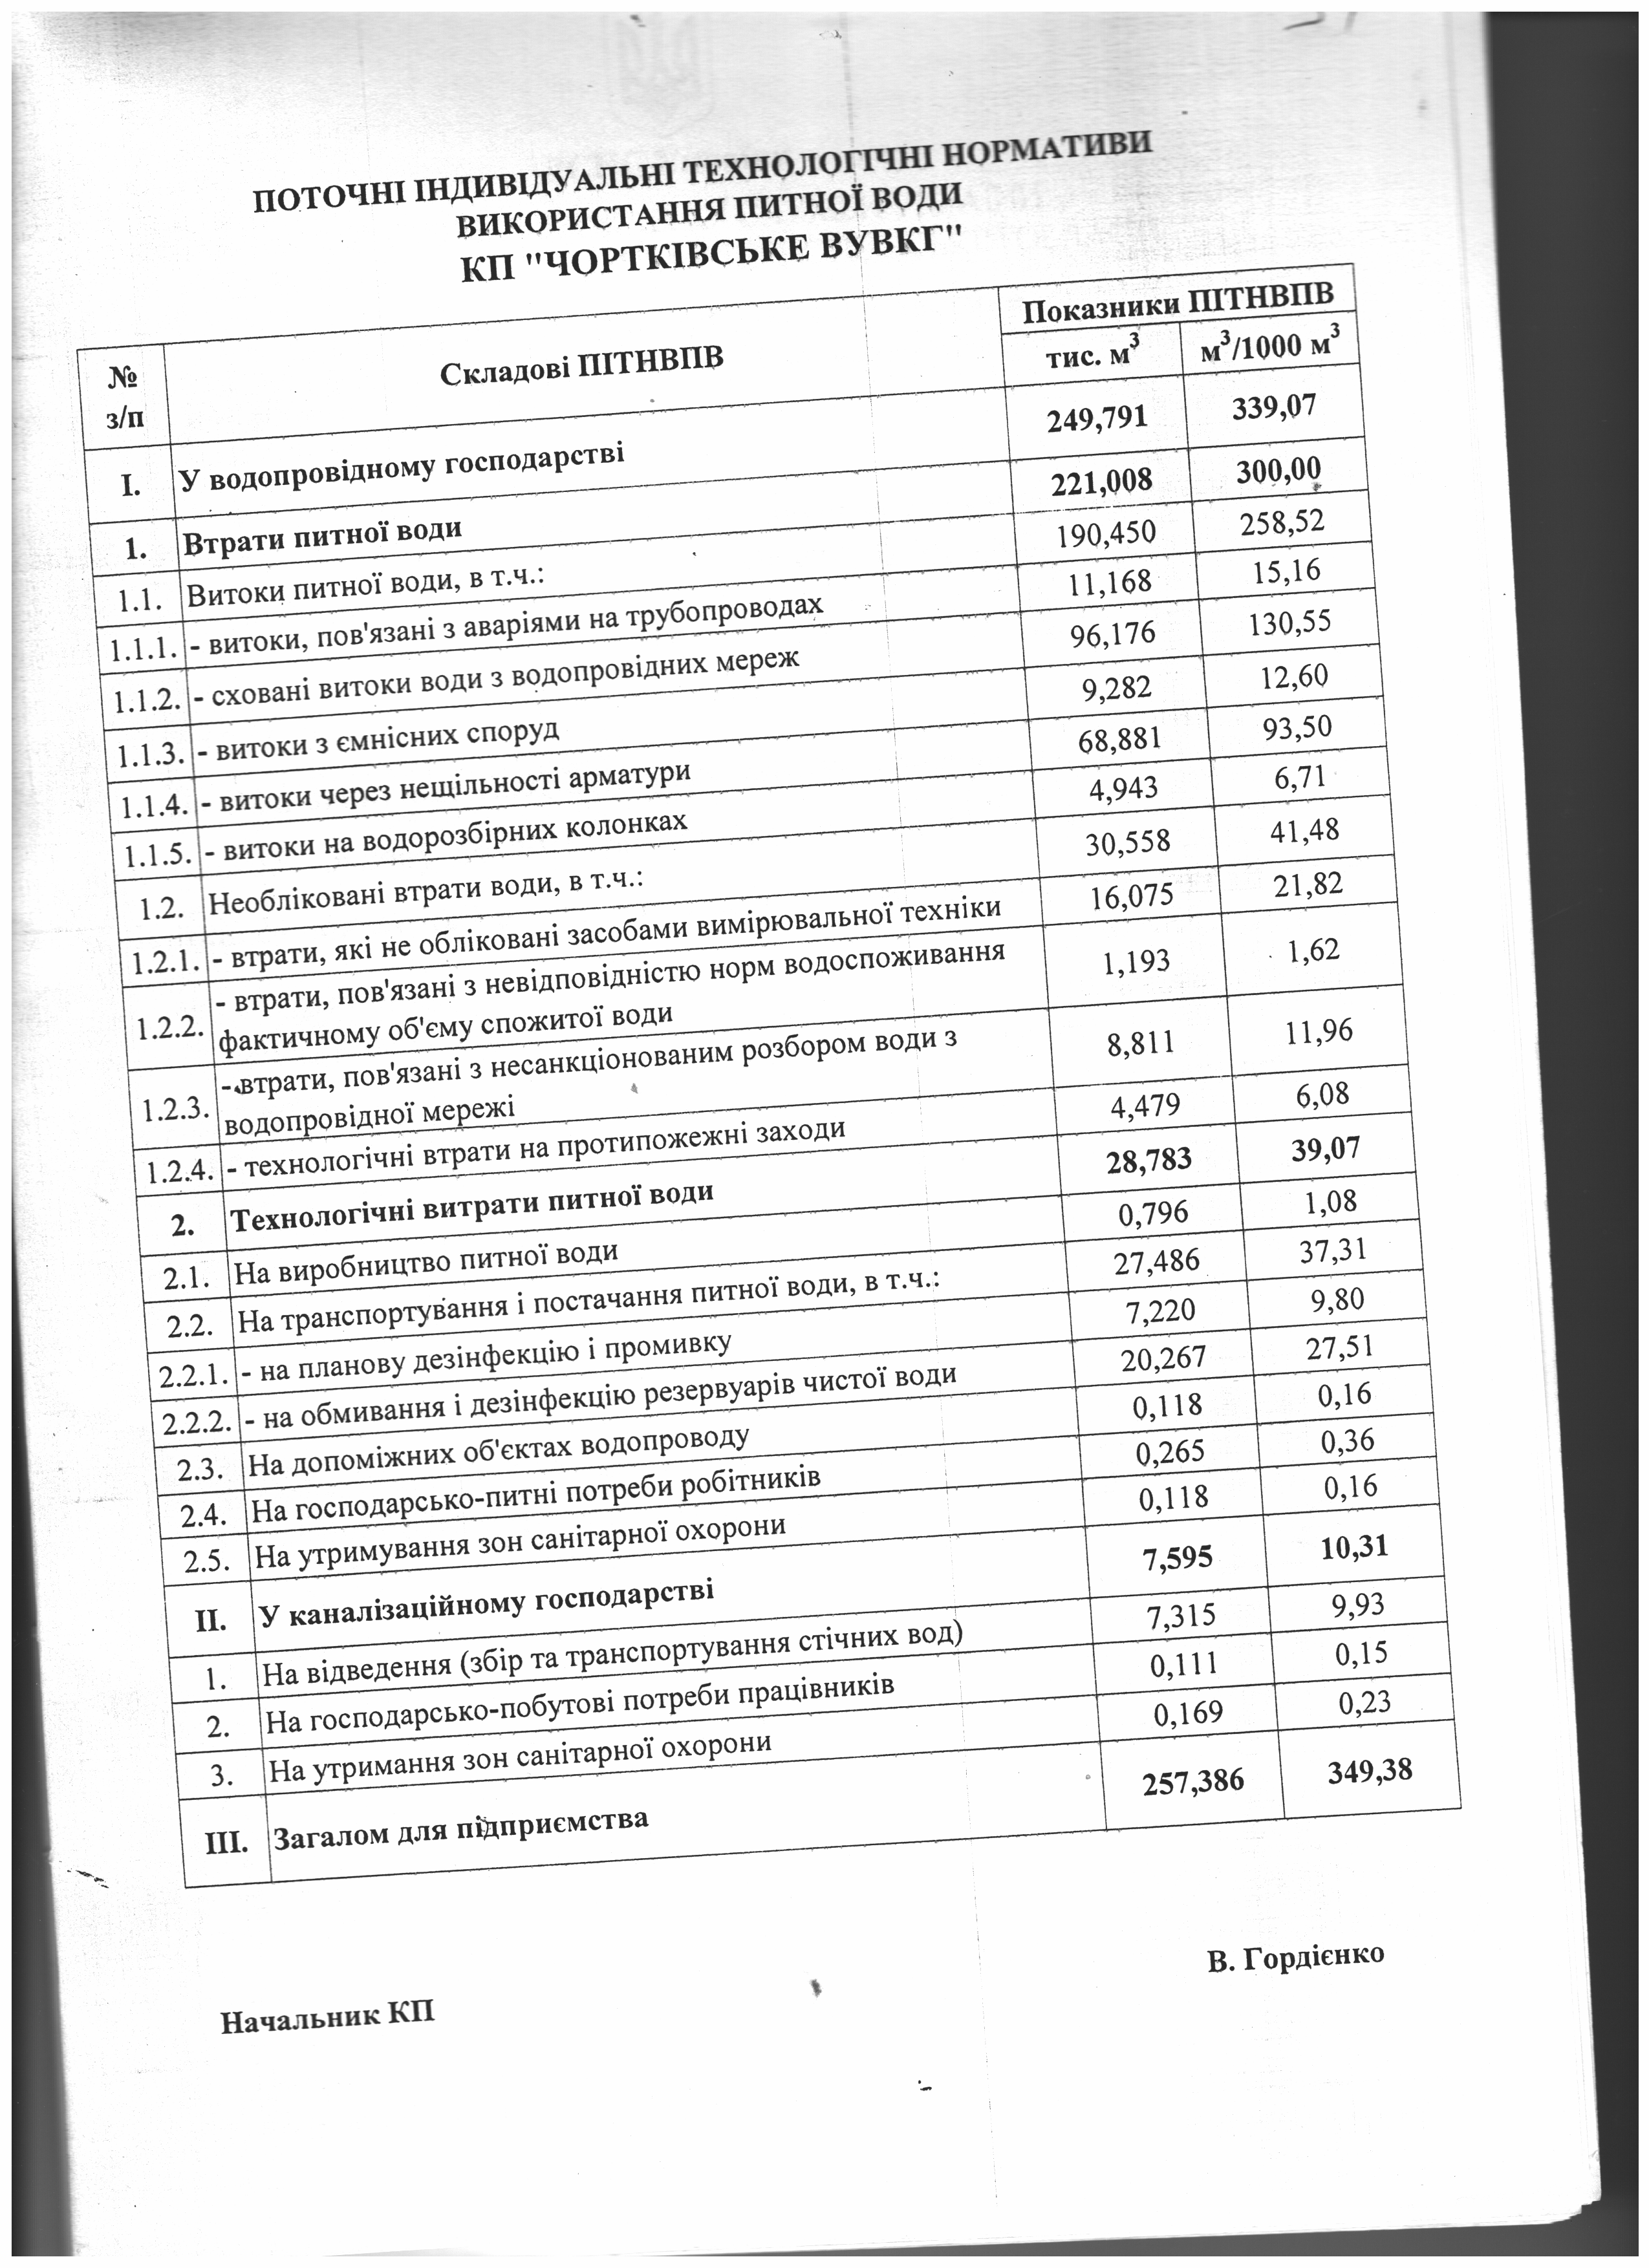 ПОТОЧНІ ІНДИВІДУАЛЬНІ ТЕХНОЛОГІЧНІ НОРМАТИВИ
ВИКОРИСТАННЯ ПИТНОЇ ВОДИ
КП "ЧОРТКІВСЬКЕ ВУВКГ"
№ з/п Складові ПІТНВПВ Показники ПІТНВПВ
тис. м³ м³/1000 м³
I. У водопровідному господарстві 249,791 339,07
1. Втрати питної води 221,008 300,00
1.1. Витоки питної води, в т.ч.: 190,450 258,52
1.1.1. - витоки, пов'язані з аваріями на трубопроводах 11,168 15,16
1.1.2. - сховані витоки води з водопровідних мереж 96,176 130,55
1.1.3. - витоки з ємнісних споруд 9,282 12,60
1.1.4. - витоки через нещільності арматури 68,881 93,50
1.1.5. - витоки на водорозбірних колонках 4,943 6,71
1.2. Необліковані втрати води, в т.ч.: 30,558 41,48
1.2.1. - втрати, які не обліковані засобами вимірювальної техніки 16,075 21,82
1.2.2. - втрати, пов'язані з невідповідністю норм водоспоживання
фактичному об'єму спожитої води 1,193 1,62
1.2.3. - втрати, пов'язані з несанкціонованим розбором води з
водопровідної мережі 8,811 11,96
1.2.4. - технологічні втрати на протипожежні заходи 4,479 6,08
2. Технологічні витрати питної води 28,783 39,07
2.1. На виробництво питної води 0,796 1,08
2.2. На транспортування і постачання питної води, в т.ч.: 27,486 37,31
2.2.1. - на планову дезінфекцію і промивку 7,220 9,80
2.2.2. - на обмивання і дезінфекцію резервуарів чистої води 20,267 27,51
2.3. На допоміжних об'єктах водопроводу 0,118 0,16
2.4. На господарсько-питні потреби робітників 0,265 0,36
2.5. На утримування зон санітарної охорони 0,118 0,16
II. У каналізаційному господарстві 7,595 10,31
1. На відведення (збір та транспортування стічних вод) 7,315 9,93
2. На господарсько-побутові потреби працівників 0,111 0,15
3. На утримання зон санітарної охорони 0,169 0,23
III. Загалом для підприємства 257,386 349,38
Начальник КП В. Гордієнко